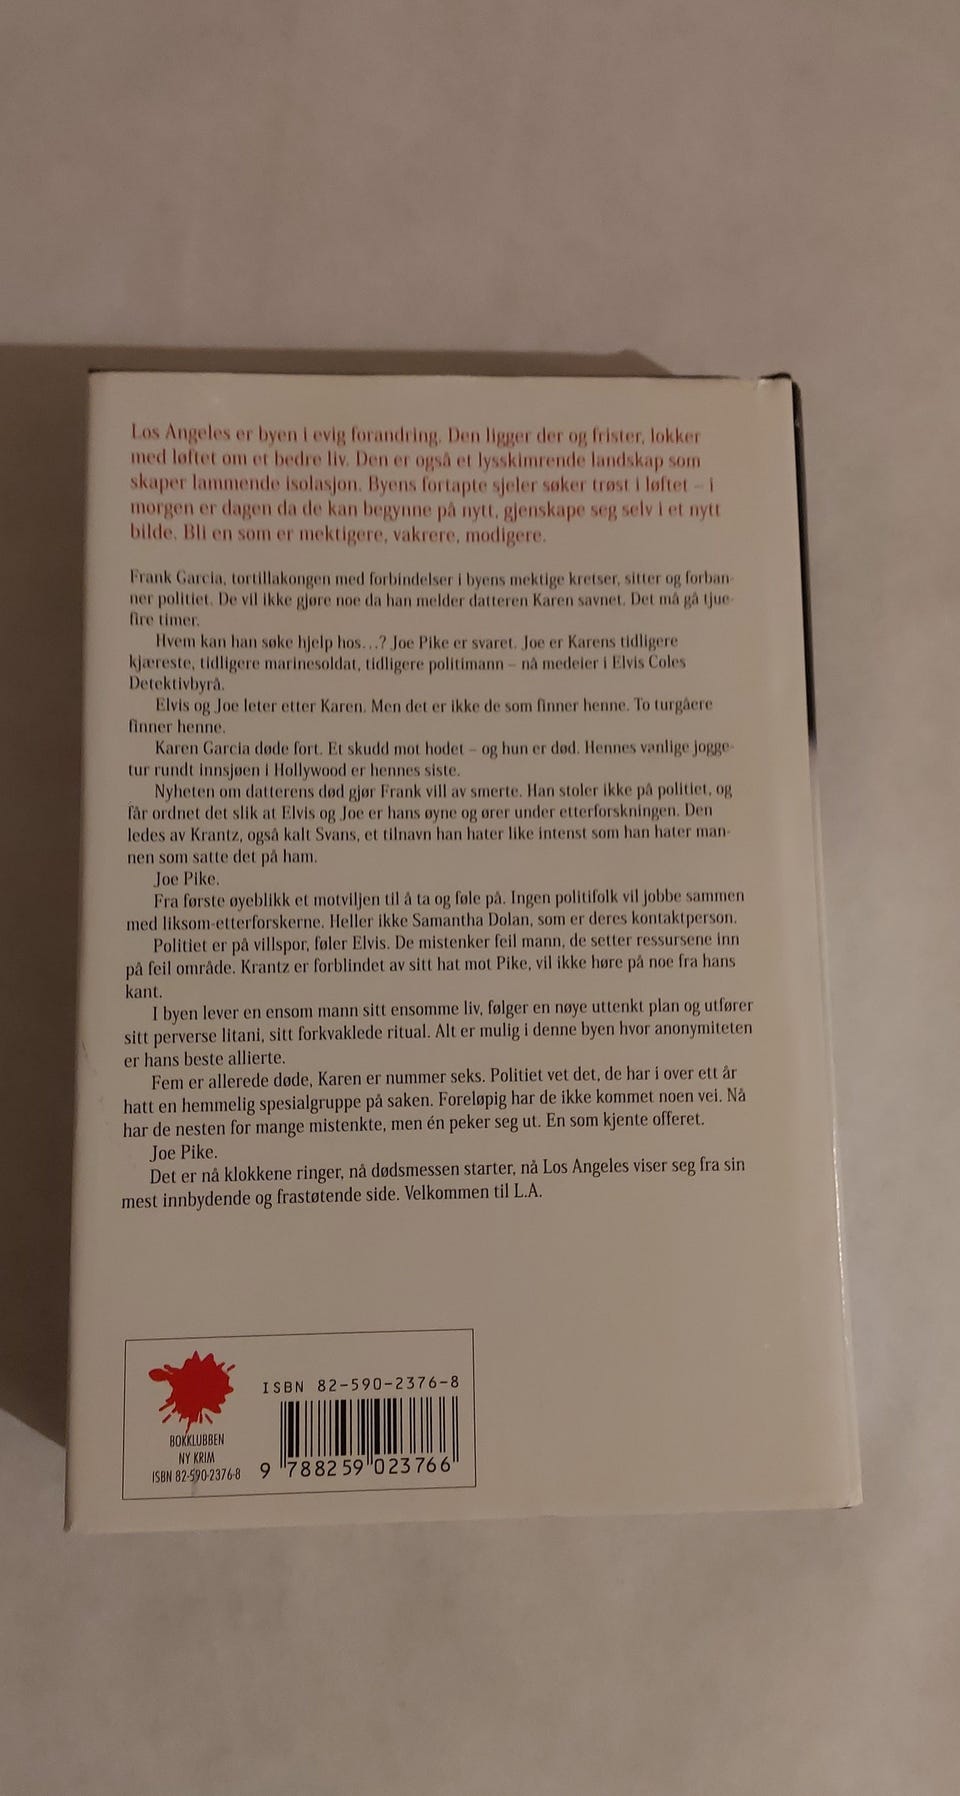 Los Angeles er byen i evig forandring. Den ligger der og frister, lokker
med løftet om et bedre liv. Den er også et lysskimrende landskap som
skaper lammende isolasjon. Byens fortapte sjeler søker trøst i løftet – i
morgen er dagen da de kan begynne på nytt, gjenskape seg selv i et nytt
bilde. Bli en som er mektigere, vakrere, modigere.
Frank Garcia, tortillakongen med forbindelser i byens mektige kretser, sitter og forban-
ner politiet. De vil ikke gjøre noe da han melder datteren Karen savnet. Det må gå tjue-
fire timer.
Hvem kan han søke hjelp hos...? Joe Pike er svaret. Joe er Karens tidligere
kjæreste, tidligere marinesoldat, tidligere politimann – nå medeier i Elvis Coles
Detektivbyrå.
Elvis og Joe leter etter Karen. Men det er ikke de som finner henne. To turgåere
finner henne.
Karen Garcia døde fort. Et skudd mot hodet – og hun er død. Hennes vanlige jogge-
tur rundt innsjøen i Hollywood er hennes siste.
Nyheten om datterens død gjør Frank vill av smerte. Han stoler ikke på politiet, og
får ordnet det slik at Elvis og Joe er hans øyne og ører under etterforskningen. Den
ledes av Krantz, også kalt Svans, et tilnavn han hater like intenst som han hater man-
nen som satte det på ham.
Joe Pike.
Fra første øyeblikk et motviljen til å ta og føle på. Ingen politifolk vil jobbe sammen
med liksom-etterforskerne. Heller ikke Samantha Dolan, som er deres kontaktperson.
Politiet er på villspor, føler Elvis. De mistenker feil mann, de setter ressursene inn
på feil område. Krantz er forblindet av sitt hat mot Pike, vil ikke høre på noe fra hans
kant.
I byen lever en ensom mann sitt ensomme liv, følger en nøye uttenkt plan og utfører
sitt perverse litani, sitt forkvaklede ritual. Alt er mulig i denne byen hvor anonymiteten
er hans beste allierte.
Fem er allerede døde, Karen er nummer seks. Politiet vet det, de har i over ett år
hatt en hemmelig spesialgruppe på saken. Foreløpig har de ikke kommet noen vei. Nå
har de nesten for mange mistenkte, men én peker seg ut. En som kjente offeret.
Joe Pike.
Det er nå klokkene ringer, nå dødsmessen starter, nå Los Angeles viser seg fra sin
mest innbydende og frastøtende side. Velkommen til L.A.
ISBN 82-590-2376-8
BOKKLUBBEN
NY KRIM
ISBN 82-590-2376-8
9 788259 023766